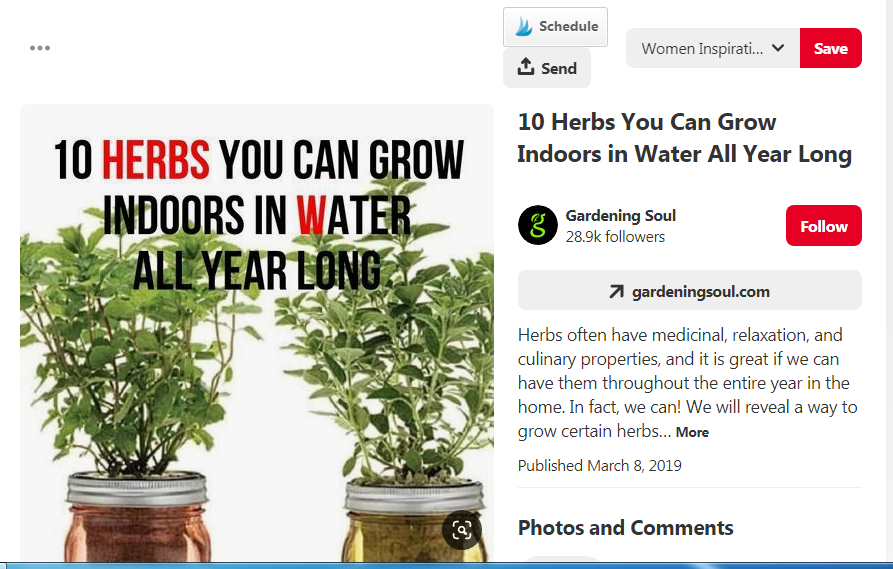 Schedule
Send
Women Inspirati...
Save
10 HERBS YOU CAN GROW
INDOORS IN WATER
ALL YEAR LONG
10 Herbs You Can Grow
Indoors in Water All Year Long
g
Gardening Soul
28.9k followers
Follow
gardeningsoul.com
Herbs often have medicinal, relaxation, and
culinary properties, and it is great if we can
have them throughout the entire year in the
home. In fact, we can! We will reveal a way to
grow certain herbs... More
Published March 8, 2019
Photos and Comments